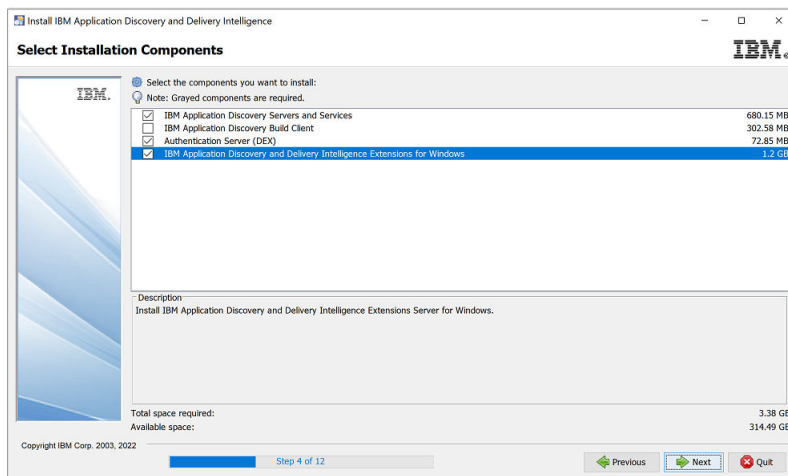 Install IBM Application Discovery and Delivery Intelligence
Select Installation Components
IBM
IBM.
Select the components you want to install:
Note: Grayed components are required.
IBM Application Discovery Servers and Services 680.15 MB
IBM Application Discovery Build Client 302.58 MB
Authentication Server (DEX) 72.85 MB
IBM Application Discovery and Delivery Intelligence Extensions for Windows 1.2 GB
Description
Install IBM Application Discovery and Delivery Intelligence Extensions Server for Windows.
Total space required: 3.38 GB
Available space: 314.49 GB
Copyright IBM Corp. 2003, 2022
Step 4 of 12
Previous Next Quit